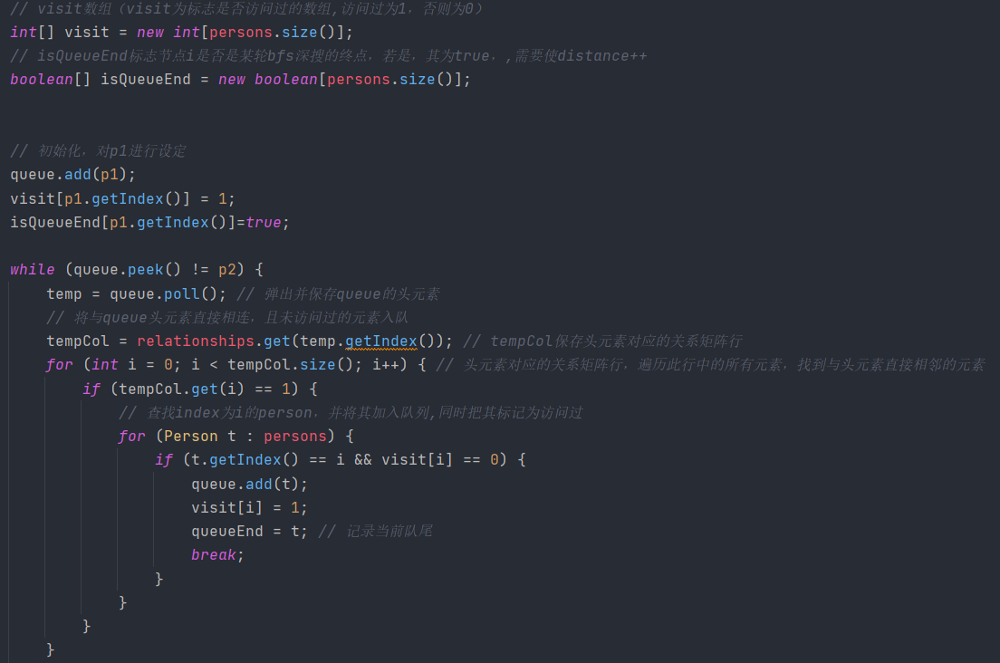 // visit数组（visit为标志是否访问过的数组,访问过为1，否则为0）
int[] visit = new int[persons.size()];
// isQueueEnd标志节点i是否是某轮bfs深搜的终点，若是，其为true，,需要使distance++
boolean[] isQueueEnd = new boolean[persons.size()];
// 初始化，对p1进行设定
queue.add(p1);
visit[p1.getIndex()] = 1;
isQueueEnd[p1.getIndex()]=true;
while (queue.peek() != p2) {
temp = queue.poll(); // 弹出并保存queue的头元素
// 将与queue头元素直接相连，且未访问过的元素入队
tempCol = relationships.get(temp.getIndex()); // tempCol保存头元素对应的关系矩阵行
for (int i = 0; i < tempCol.size(); i++) { // 头元素对应的关系矩阵行，遍历此行中的所有元素，找到与头元素直接相邻的元素
if (tempCol.get(i) == 1) {
// 查找index为i的person，并将其加入队列,同时把其标记为访问过
for (Person t : persons) {
if (t.getIndex() == i && visit[i] == 0) {
queue.add(t);
visit[i] = 1;
queueEnd = t; // 记录当前队尾
break;
}
}
}
}